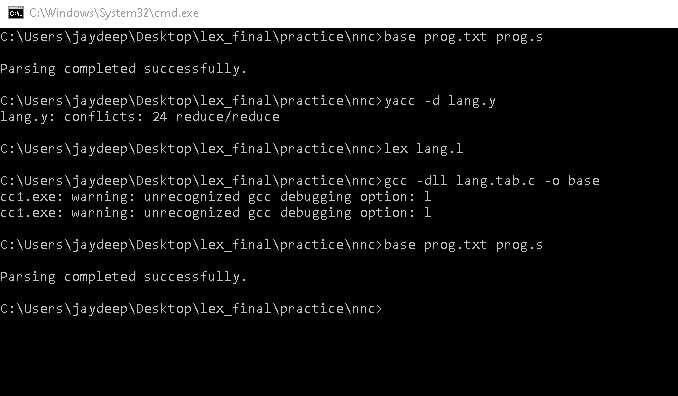 C:\Windows\System32\cmd.exe
C:\Users\jaydeep\Desktop\lex_final\practice\nnc>base prog.txt prog.s
Parsing completed successfully.
C:\Users\jaydeep\Desktop\lex_final\practice\nnc>yacc -d lang.y
lang.y: conflicts: 24 reduce/reduce
C:\Users\jaydeep\Desktop\lex_final\practice\nnc>lex lang.l
C:\Users\jaydeep\Desktop\lex_final\practice\nnc>gcc -dll lang.tab.c -o base
cc1.exe: warning: unrecognized gcc debugging option: l
cc1.exe: warning: unrecognized gcc debugging option: l
C:\Users\jaydeep\Desktop\lex_final\practice\nnc>base prog.txt prog.s
Parsing completed successfully.
C:\Users\jaydeep\Desktop\lex_final\practice\nnc>